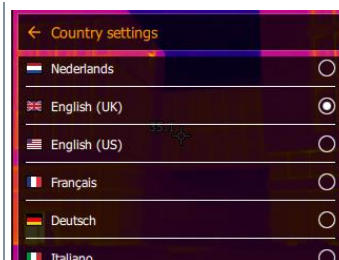 Country settings
Nederlands
English (UK)
English (US)
Français
Deutsch
Italiano